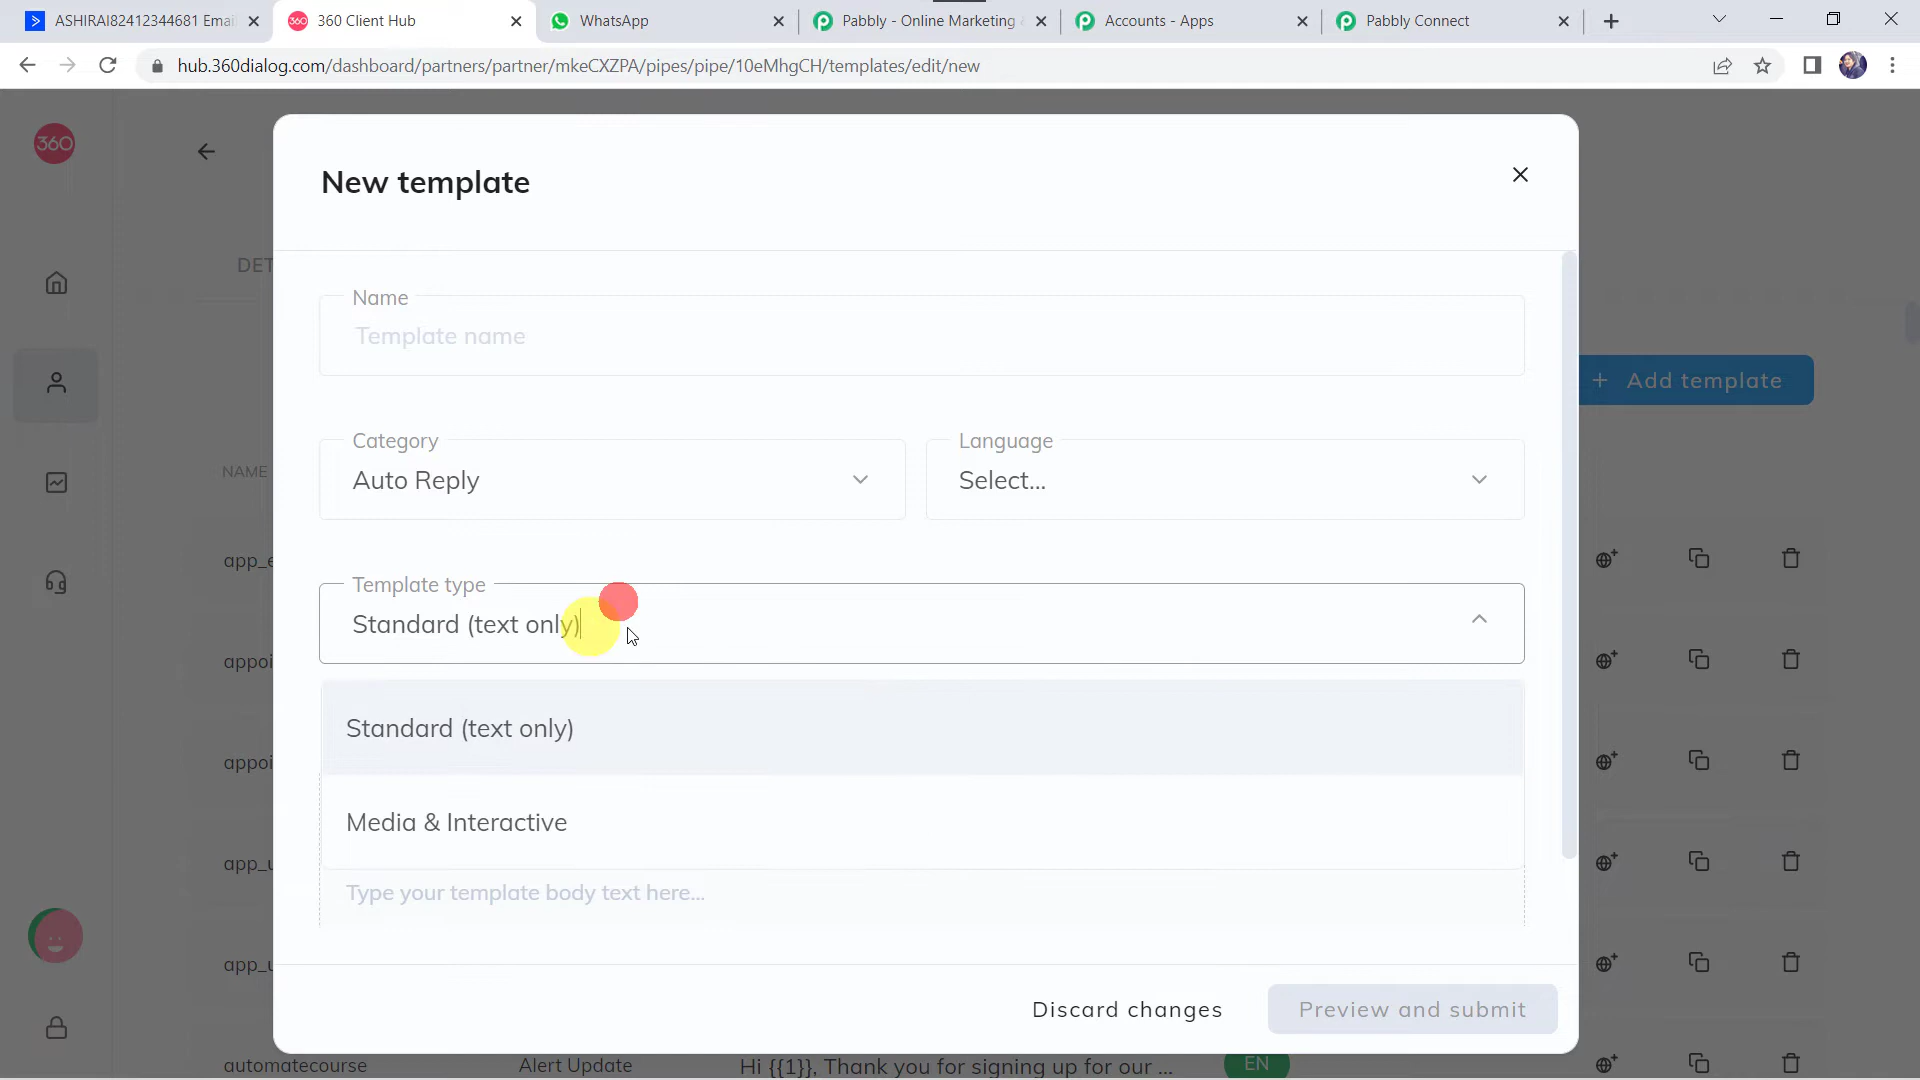 ASHIRAI82412344681 Emai
360 Client Hub
WhatsApp
Pabbly - Online Marketing
Accounts - Apps
Pabbly Connect
hub.360dialog.com/dashboard/partners/partner/mkeCXZPA/pipes/pipe/10eMhgCH/templates/edit/new
360
New template
DET
Name
Template name
+ Add template
Category
Auto Reply
Language
Select...
NAME
app_e
Template type
Standard (text only)
appoi
Standard (text only)
appoi
Media & Interactive
app_u
Type your template body text here...
app_u
Discard changes
Preview and submit
automatecourse
Alert Update
Hi {{1}}, Thank you for signing up for our ...
EN